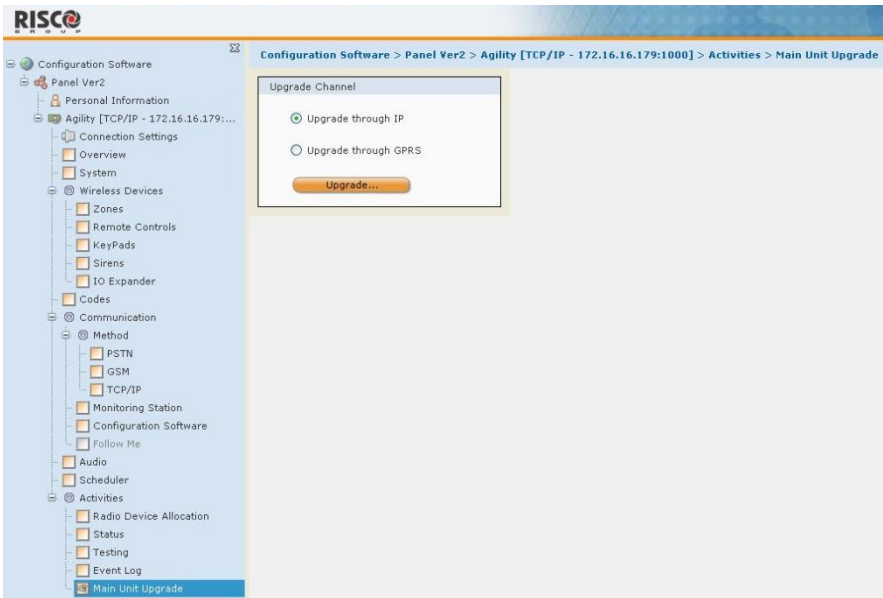 RISCO
GROUP
Configuration Software
Panel Ver2
Personal Information
Agility [TCP/IP - 172.16.16.179:...
Connection Settings
Overview
System
Wireless Devices
Zones
Remote Controls
KeyPads
Sirens
IO Expander
Codes
Communication
Method
PSTN
GSM
TCP/IP
Monitoring Station
Configuration Software
Follow Me
Audio
Scheduler
Activities
Radio Device Allocation
Status
Testing
Event Log
Main Unit Upgrade
Configuration Software > Panel Ver2 > Agility [TCP/IP - 172.16.16.179:1000] > Activities > Main Unit Upgrade
Upgrade Channel
Upgrade through IP
Upgrade through GPRS
Upgrade...